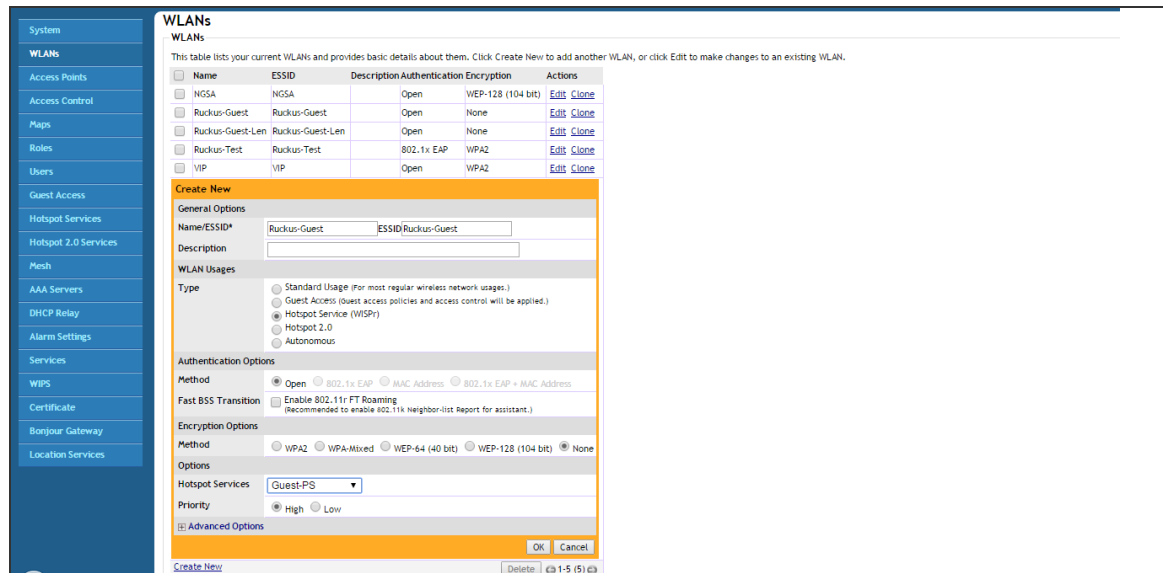 System
WLANs
Access Points
Access Control
Maps
Roles
Users
Guest Access
Hotspot Services
Hotspot 2.0 Services
Mesh
AAA Servers
DHCP Relay
Alarm Settings
Services
WIPS
Certificate
Bonjour Gateway
Location Services
WLANs
WLANs
This table lists your current WLANs and provides basic details about them. Click Create New to add another WLAN, or click Edit to make changes to an existing WLAN.
Name ESSID Description Authentication Encryption Actions
NGSA NGSA Open WEP-128 (104 bit) Edit Clone
Ruckus-Guest Ruckus-Guest Open None Edit Clone
Ruckus-Guest-Len Ruckus-Guest-Len Open None Edit Clone
Ruckus-Test Ruckus-Test 802.1x EAP WPA2 Edit Clone
VIP VIP Open WPA2 Edit Clone
Create New
General Options
Name/ESSID* Ruckus-Guest ESSID Ruckus-Guest
Description
WLAN Usages
Type Standard Usage (For most regular wireless network usages.)
Guest Access (Guest access policies and access control will be applied.)
Hotspot Service (WISPr)
Hotspot 2.0
Autonomous
Authentication Options
Method Open 802.1x EAP MAC Address 802.1x EAP + MAC Address
Fast BSS Transition Enable 802.11r FT Roaming
(Recommended to enable 802.11k Neighbor-list Report for assistant.)
Encryption Options
Method WPA2 WPA-Mixed WEP-64 (40 bit) WEP-128 (104 bit) None
Options
Hotspot Services Guest-PS
Priority High Low
Advanced Options
OK Cancel
Create New Delete 1-5 (5)